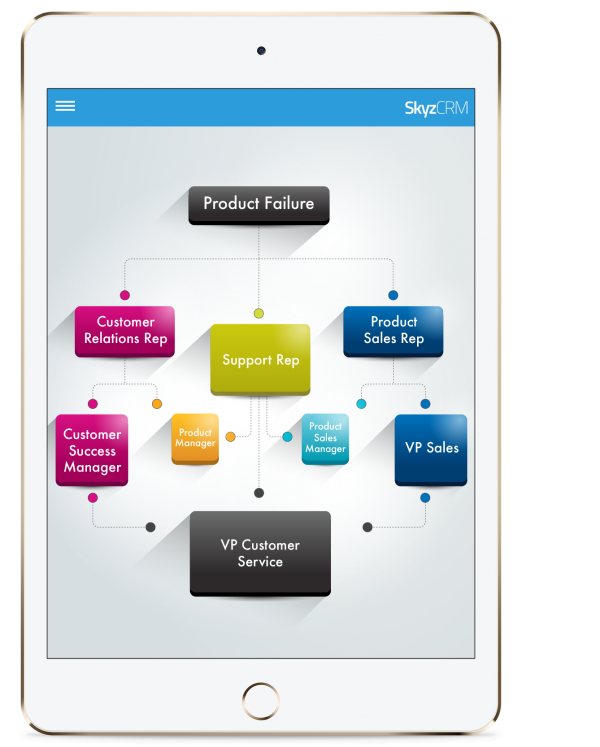 SkyzCRM
Product Failure
Customer
Relations Rep
Support Rep
Product
Sales Rep
Customer
Success
Manager
Product
Manager
Product
Sales
Manager
VP Sales
VP Customer
Service